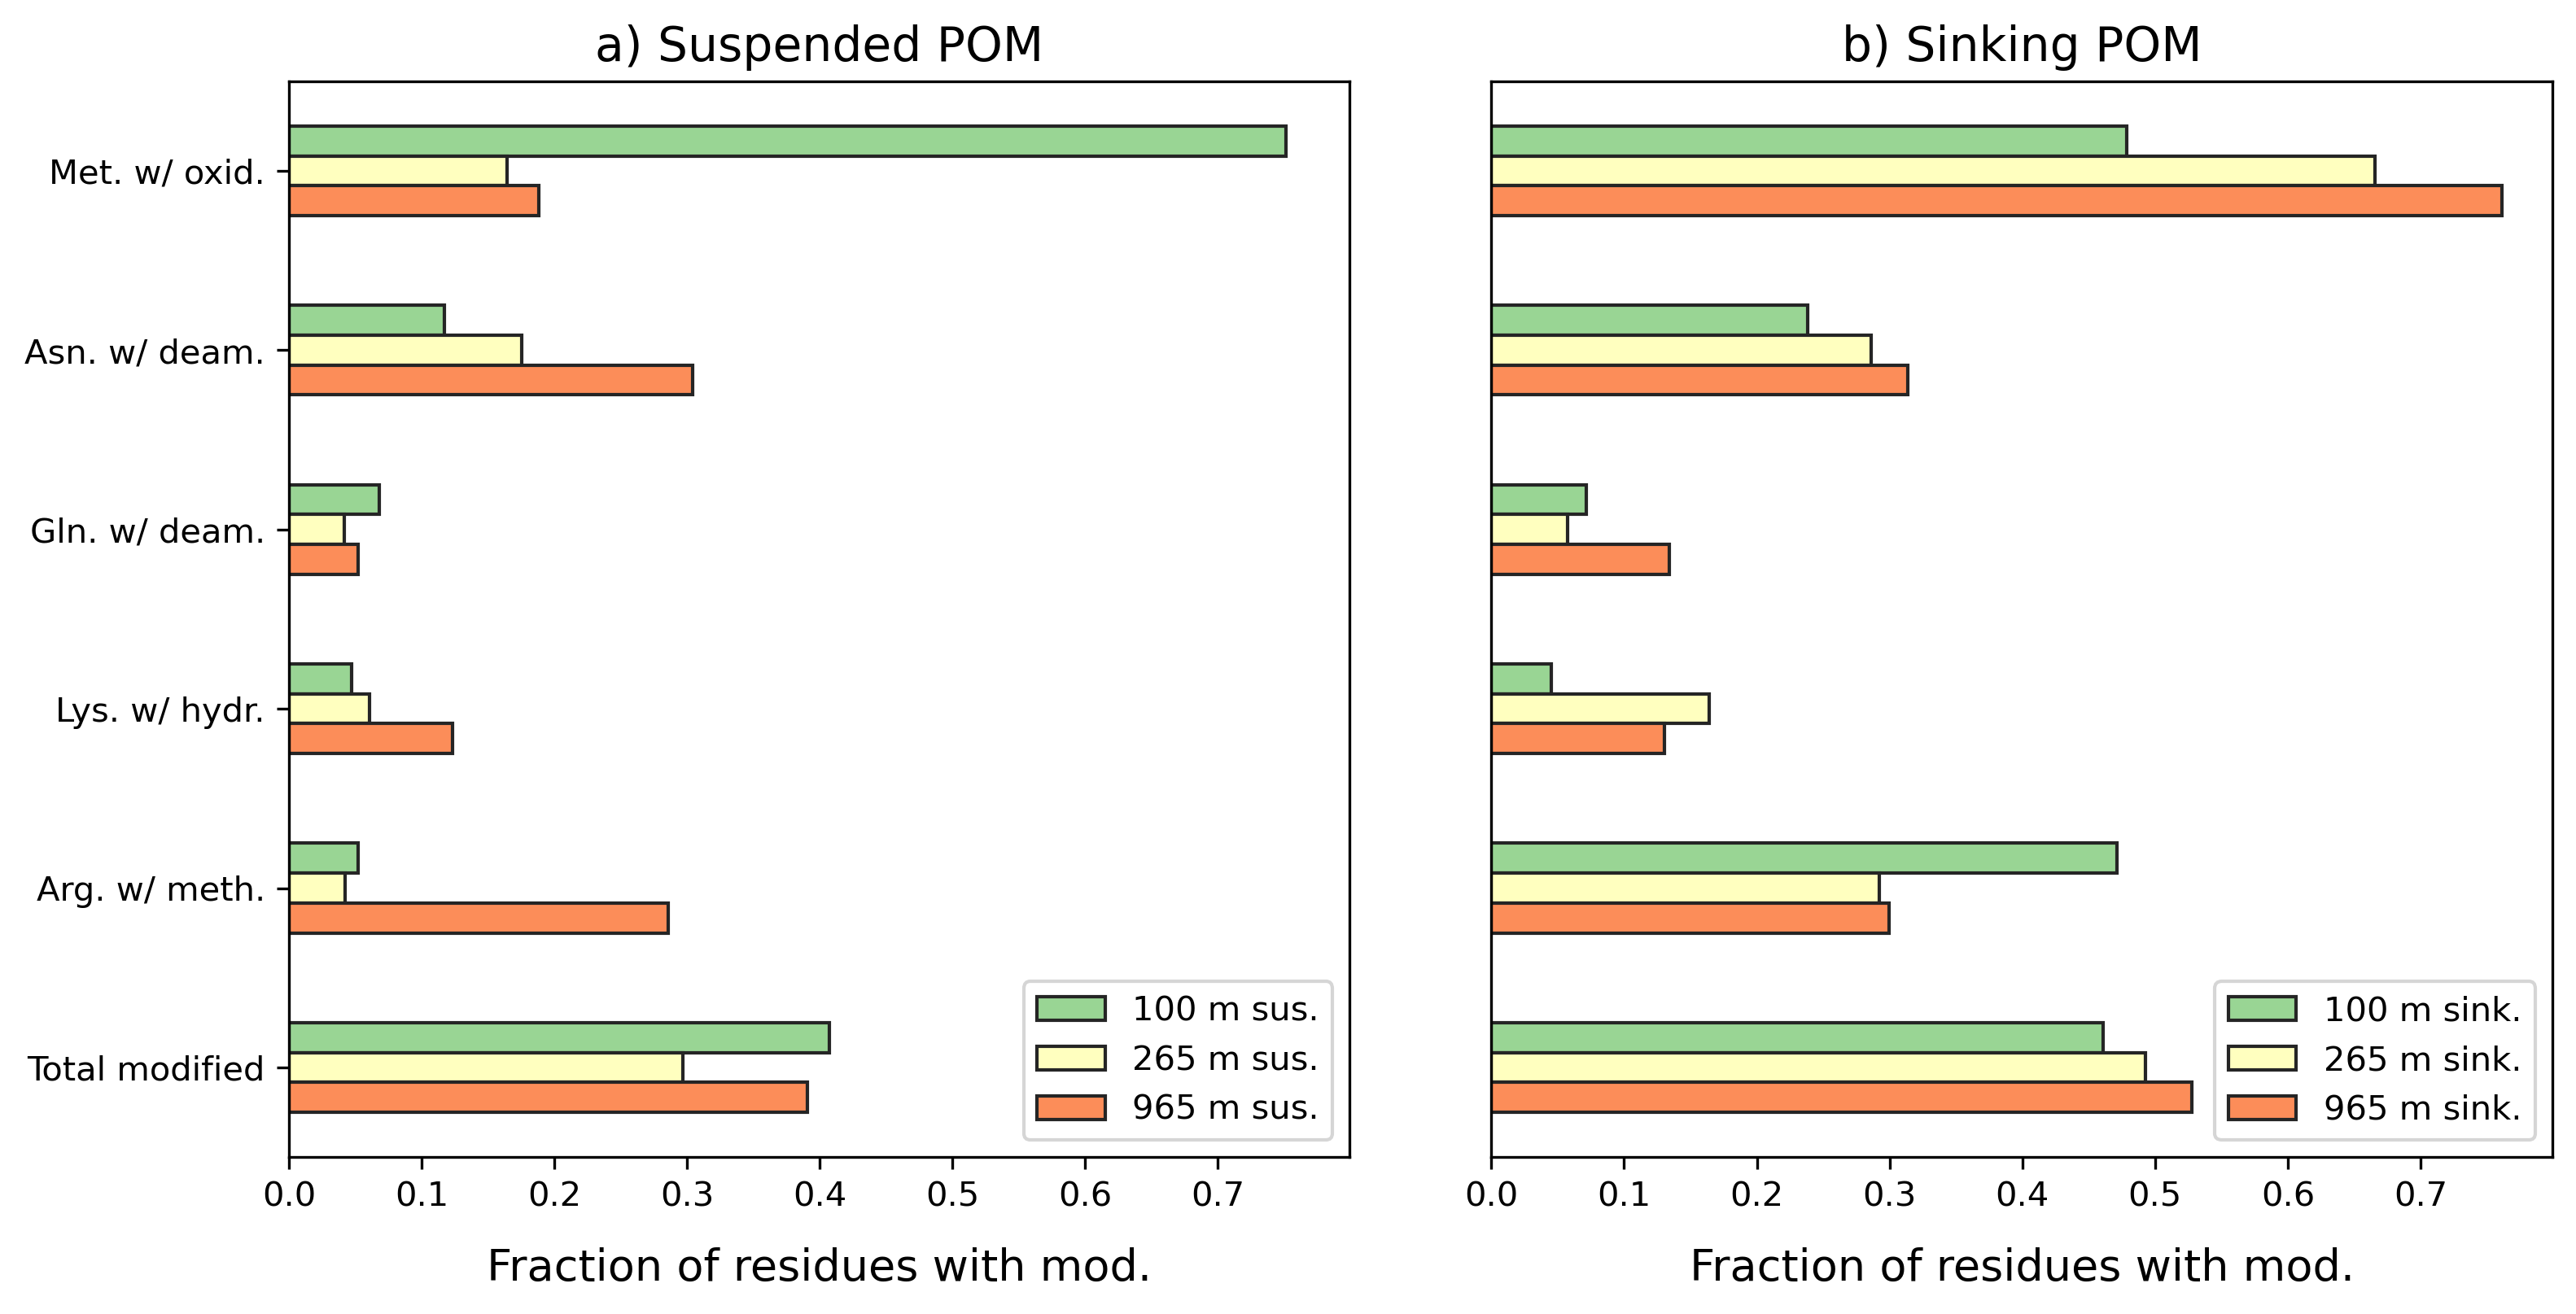 a) Suspended POM
Met. w/ oxid.
Asn. w/ deam.
Gln. w/ deam.
Lys. w/ hydr.
Arg. w/ meth.
Total modified
100 m sus.
265 m sus.
965 m sus.
0.0 0.1 0.2 0.3 0.4 0.5 0.6 0.7
Fraction of residues with mod.
b) Sinking POM
100 m sink.
265 m sink.
965 m sink.
0.0 0.1 0.2 0.3 0.4 0.5 0.6 0.7
Fraction of residues with mod.